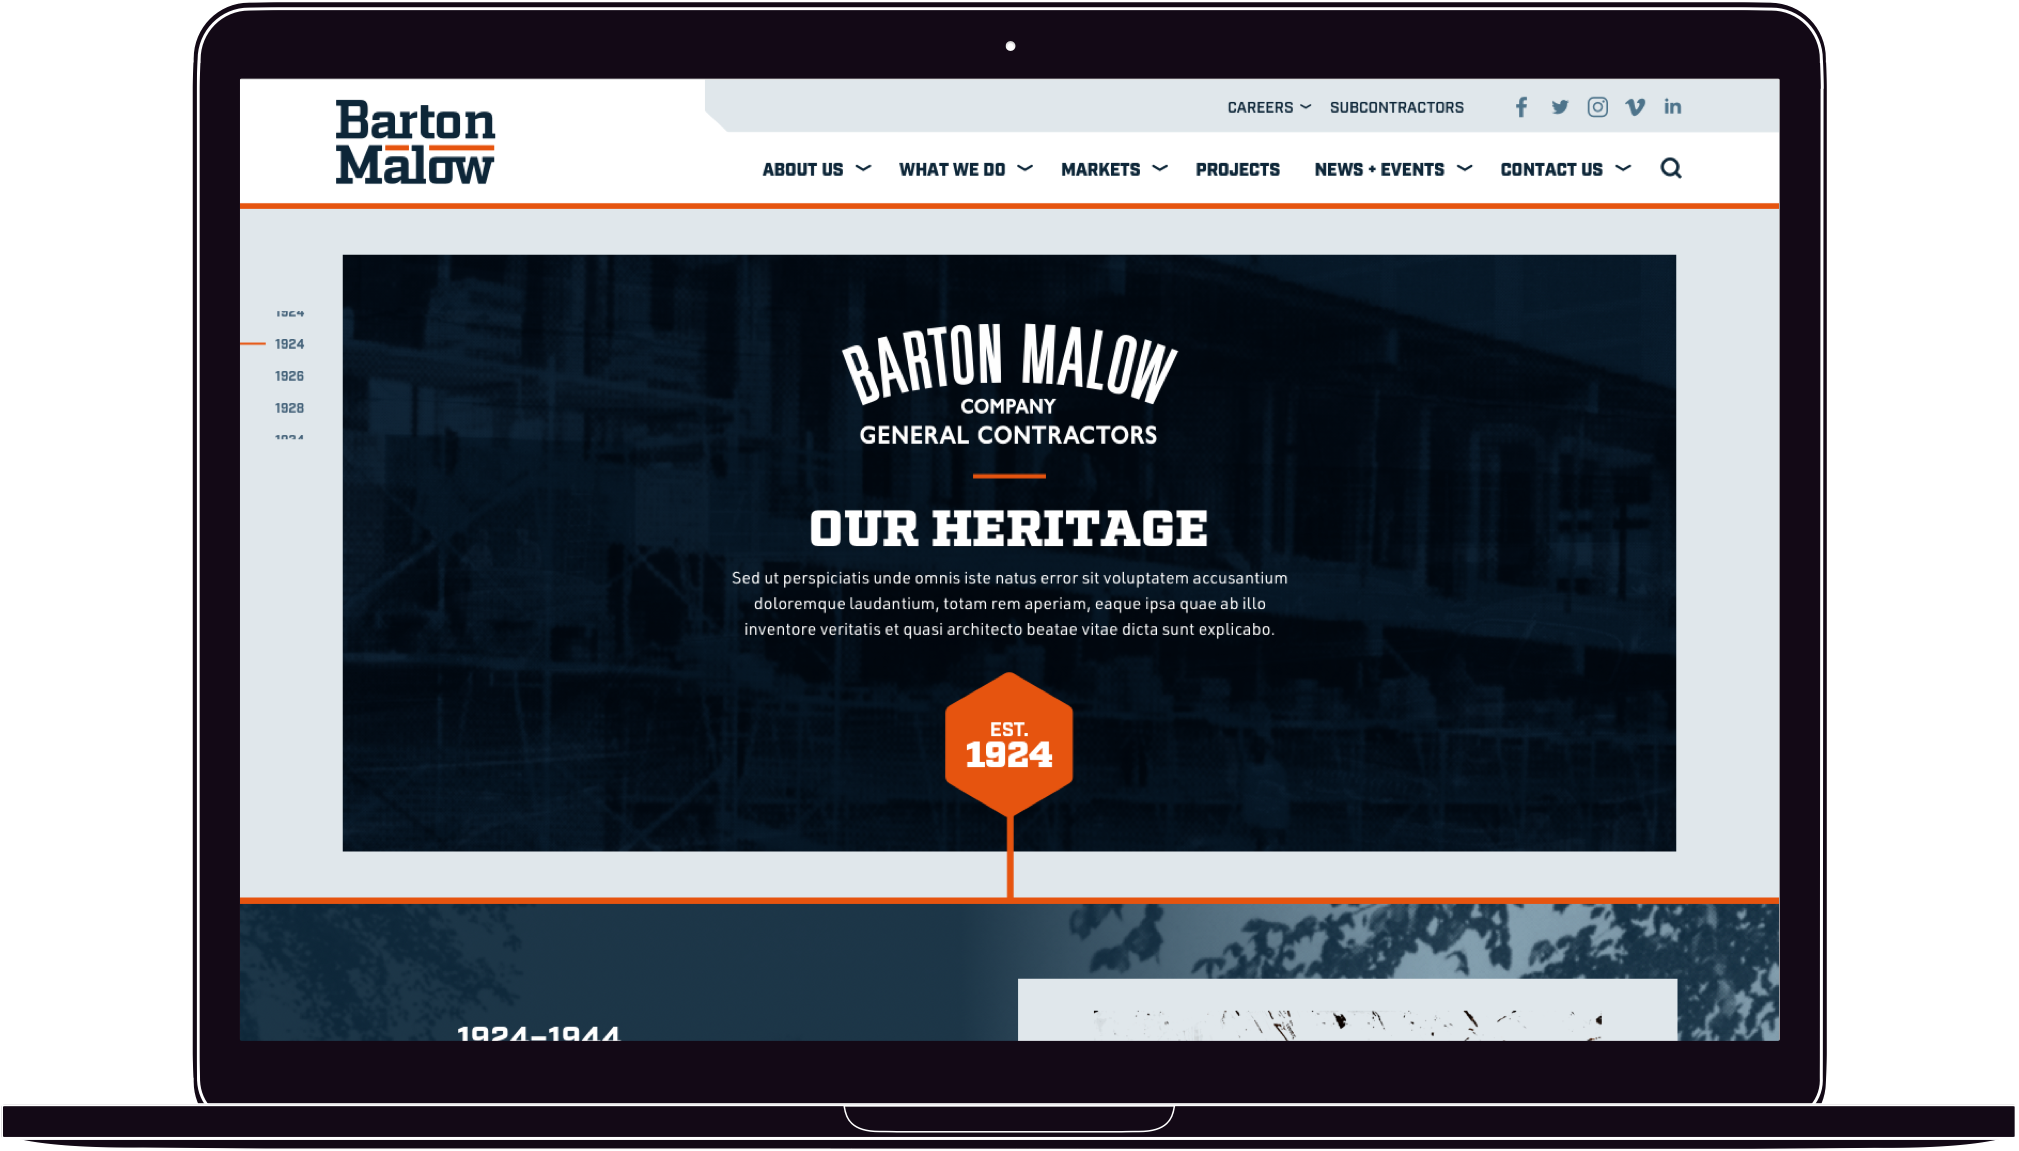 Barton
Malow
CAREERS
SUBCONTRACTORS
ABOUT US
WHAT WE DO
MARKETS
PROJECTS
NEWS + EVENTS
CONTACT US
1924
1924
1926
1928
1934
BARTON MALOW
COMPANY
GENERAL CONTRACTORS
OUR HERITAGE
Sed ut perspiciatis unde omnis iste natus error sit voluptatem accusantium
doloremque laudantium, totam rem aperiam, eaque ipsa quae ab illo
inventore veritatis et quasi architecto beatae vitae dicta sunt explicabo.
EST.
1924
1924–1944